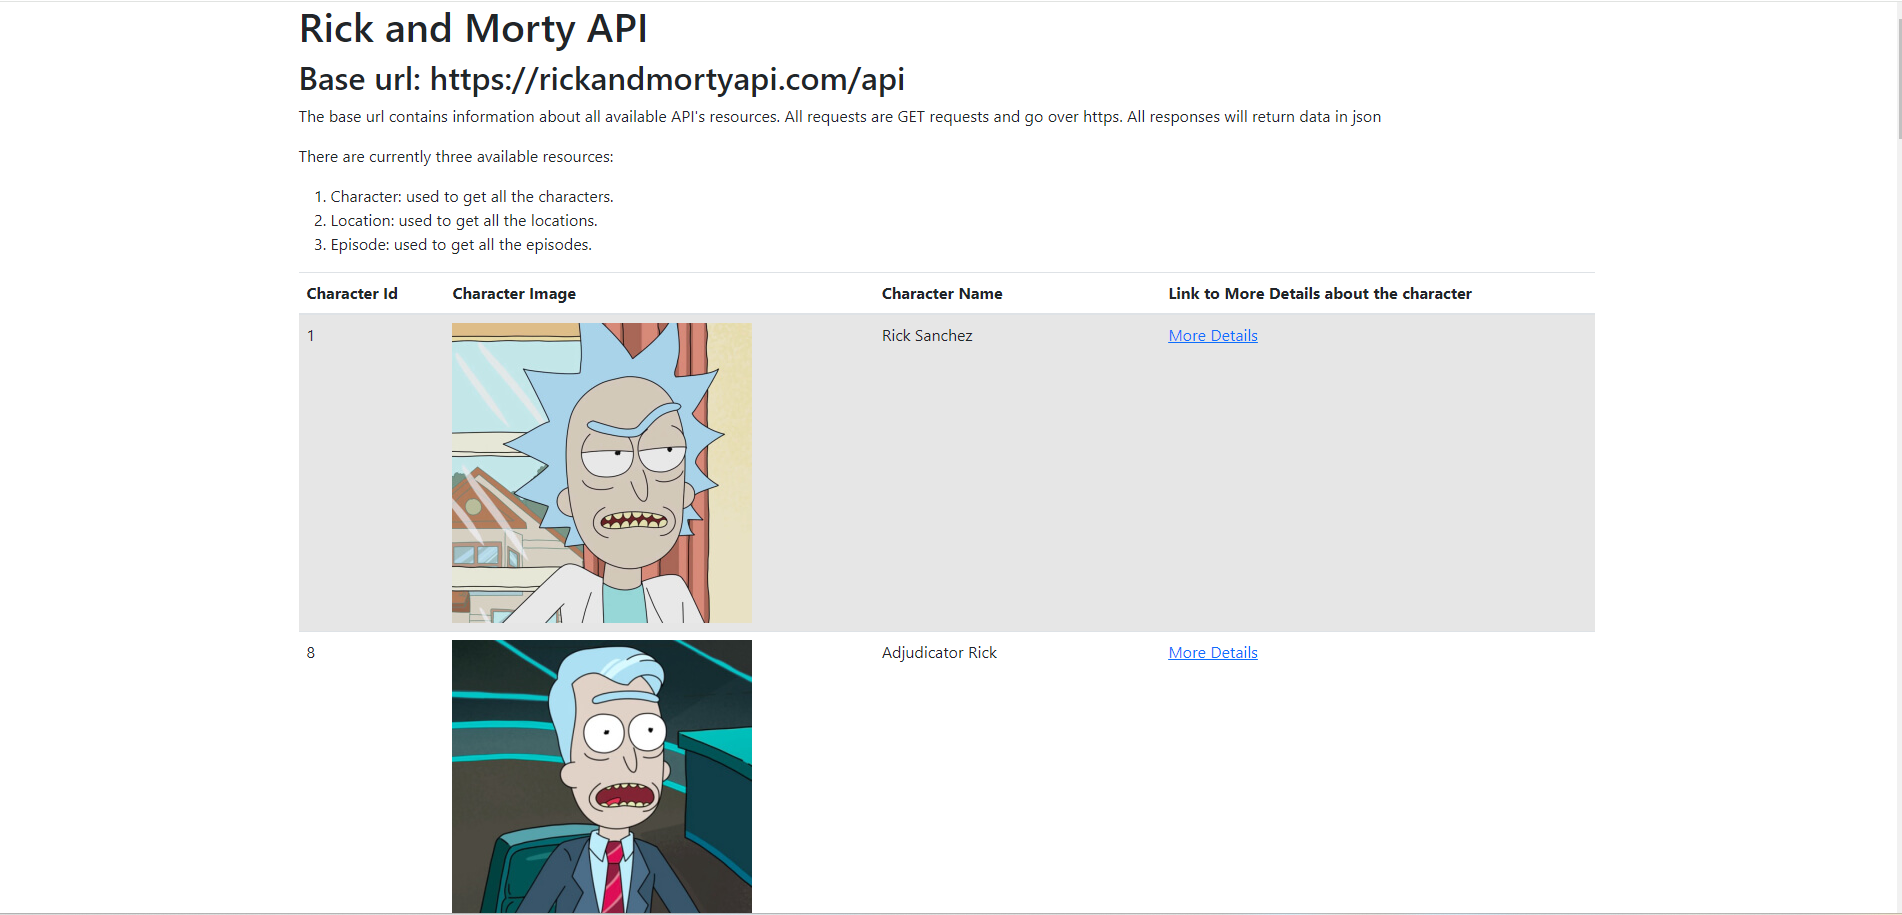 Rick and Morty API
Base url: https://rickandmortyapi.com/api
The base url contains information about all available API's resources. All requests are GET requests and go over https. All responses will return data in json
There are currently three available resources:
1. Character: used to get all the characters.
2. Location: used to get all the locations.
3. Episode: used to get all the episodes.
Character Id Character Image Character Name Link to More Details about the character
1 Rick Sanchez More Details
8 Adjudicator Rick More Details